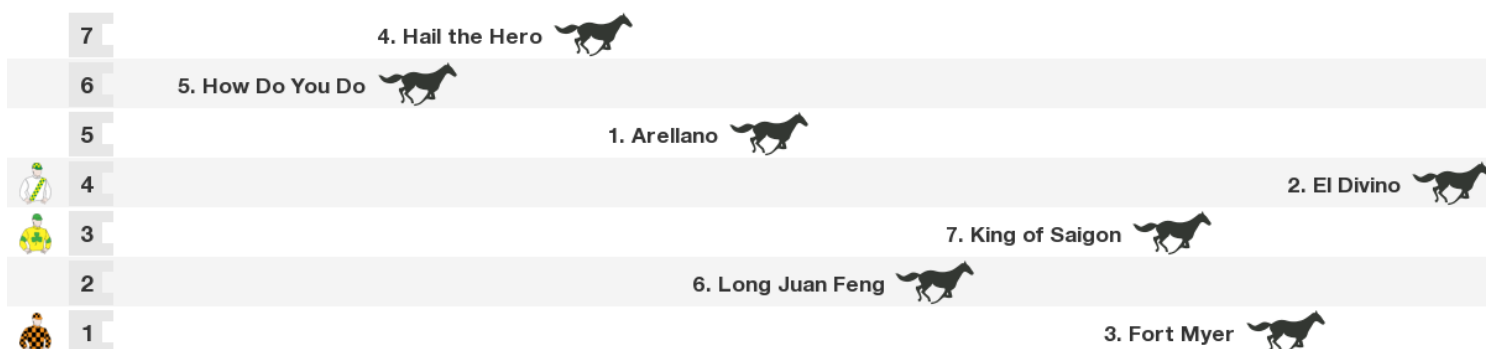 7 4. Hail the Hero
6 5. How Do You Do
5 1. Arellano
4 2. El Divino
3 7. King of Saigon
2 6. Long Juan Feng
1 3. Fort Myer